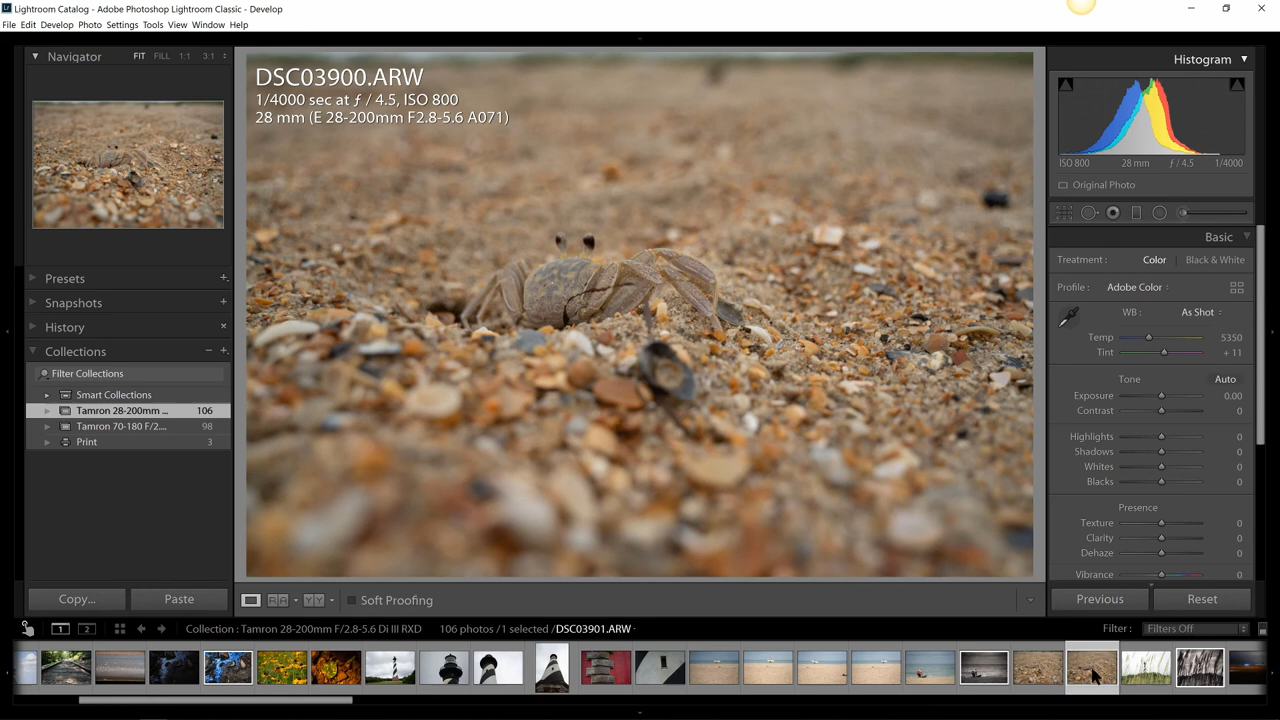 Lightroom Catalog - Adobe Photoshop Lightroom Classic - Develop
File Edit Develop Photo Settings Tools View Window Help
Navigator FIT FILL 1:1 3:1
Presets
Snapshots
History
Collections
Filter Collections
Smart Collections
Tamron 28-200mm ... 106
Tamron 70-180 F/2.... 98
Print 3
Copy... Paste
DSC03900.ARW
1/4000 sec at ƒ / 4.5, ISO 800
28 mm (E 28-200mm F2.8-5.6 A071)
Soft Proofing
Histogram
ISO 800 28 mm ƒ / 4.5 1/4000
Original Photo
Basic
Treatment : Color Black & White
Profile : Adobe Color
WB : As Shot
Temp 5350
Tint + 11
Tone Auto
Exposure 0.00
Contrast 0
Highlights 0
Shadows 0
Whites 0
Blacks 0
Presence
Texture 0
Clarity 0
Dehaze 0
Vibrance 0
Previous Reset
1 2 Collection : Tamron 28-200mm F/2.8-5.6 Di III RXD 106 photos /1 selected /DSC03901.ARW Filter : Filters Off